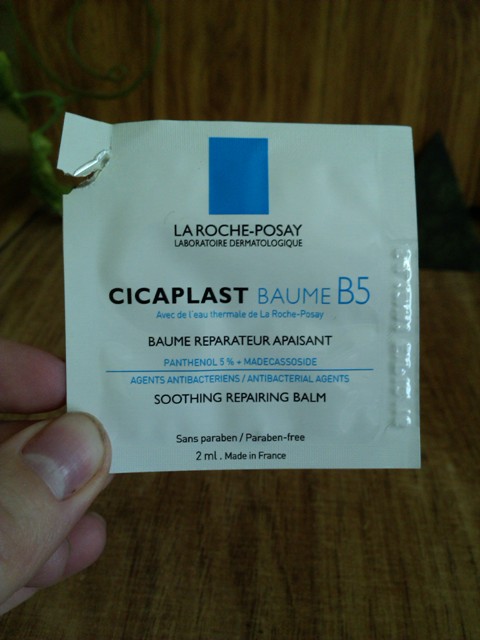 LA ROCHE-POSAY
LABORATOIRE DERMATOLOGIQUE
CICAPLAST BAUME B5
Avec de l'eau thermale de La Roche-Posay
BAUME REPARATEUR APAISANT
PANTHENOL 5 % + MADECASSOSIDE
AGENTS ANTIBACTERIENS / ANTIBACTERIAL AGENTS
SOOTHING REPAIRING BALM
Sans paraben / Paraben-free
2 ml . Made in France